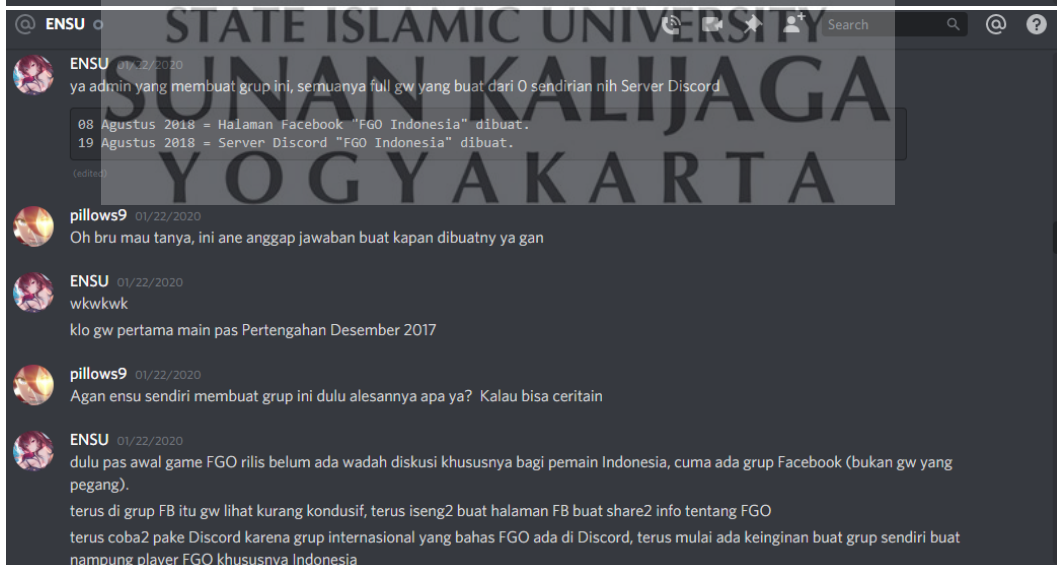 STATE ISLAMIC UNIVERSITY
@ ENSU
Search
@ ?
SUNAN KALIJAGA
YOGYAKARTA
ENSU 01/22/2020
ya admin yang membuat grup ini, semuanya full gw yang buat dari 0 sendirian nih Server Discord
08 Agustus 2018 = Halaman Facebook "FGO Indonesia" dibuat.
19 Agustus 2018 = Server Discord "FGO Indonesia" dibuat.
(edited)
pillows9 01/22/2020
Oh bru mau tanya, ini ane anggap jawaban buat kapan dibuatny ya gan
ENSU 01/22/2020
wkwkwk
klo gw pertama main pas Pertengahan Desember 2017
pillows9 01/22/2020
Agan ensu sendiri membuat grup ini dulu alesannya apa ya? Kalau bisa ceritain
ENSU 01/22/2020
dulu pas awal game FGO rilis belum ada wadah diskusi khususnya bagi pemain Indonesia, cuma ada grup Facebook (bukan gw yang
pegang).
terus di grup FB itu gw lihat kurang kondusif, terus iseng2 buat halaman FB buat share2 info tentang FGO
terus coba2 pake Discord karena grup internasional yang bahas FGO ada di Discord, terus mulai ada keinginan buat grup sendiri buat
nampung player FGO khususnya Indonesia